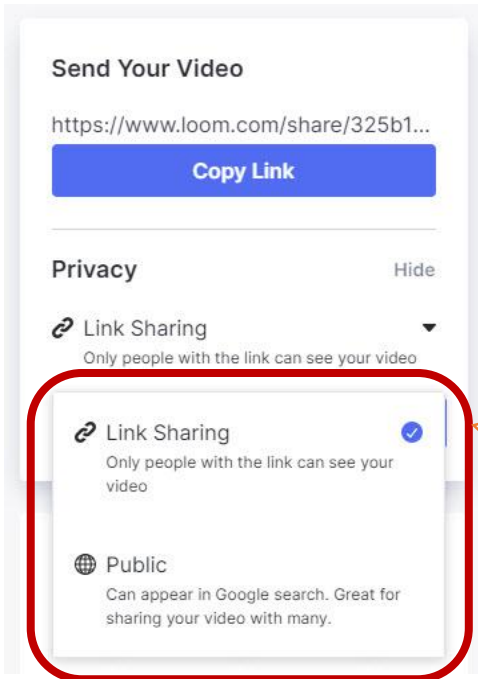 Send Your Video
https://www.loom.com/share/325b1...
Copy Link
Privacy Hide
Link Sharing
Only people with the link can see your video
Link Sharing
Only people with the link can see your
video
Public
Can appear in Google search. Great for
sharing your video with many.